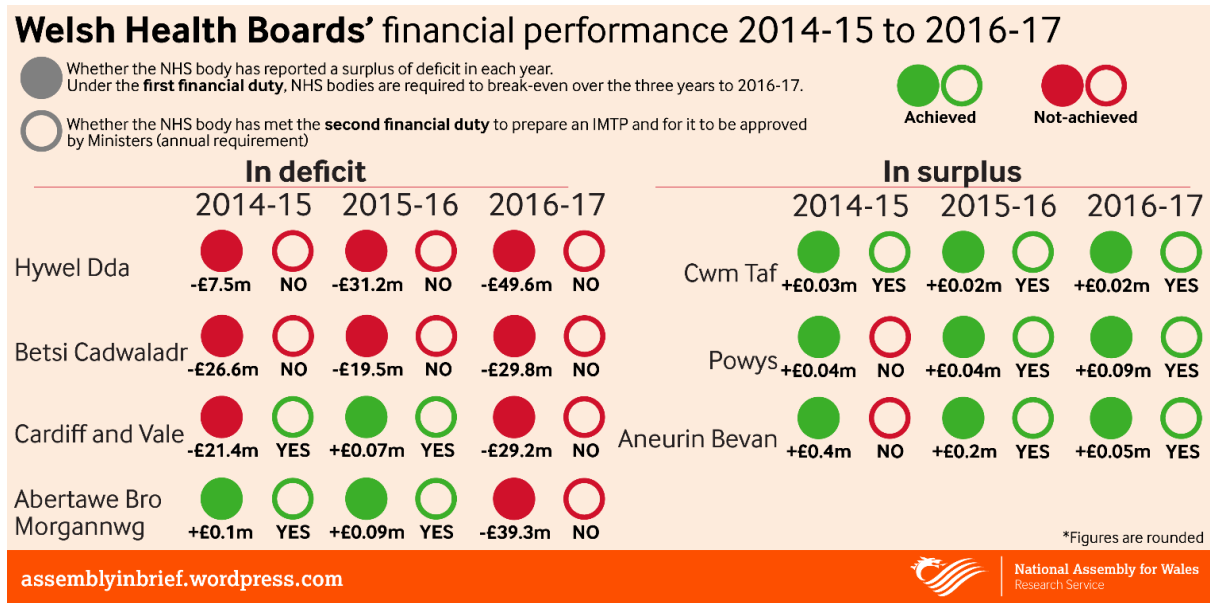 Welsh Health Boards' financial performance 2014-15 to 2016-17
Whether the NHS body has reported a surplus of deficit in each year.
Under the first financial duty, NHS bodies are required to break-even over the three years to 2016-17.
Whether the NHS body has met the second financial duty to prepare an IMTP and for it to be approved
by Ministers (annual requirement)
Achieved
Not-achieved
In deficit
2014-15 2015-16 2016-17
Hywel Dda
-£7.5m NO -£31.2m NO -£49.6m NO
Betsi Cadwaladr
-£26.6m NO -£19.5m NO -£29.8m NO
Cardiff and Vale
-£21.4m YES +£0.07m YES -£29.2m NO
Abertawe Bro
Morgannwg
+£0.1m YES +£0.09m YES -£39.3m NO
In surplus
2014-15 2015-16 2016-17
Cwm Taf
+£0.03m YES +£0.02m YES +£0.02m YES
Powys
+£0.04m NO +£0.04m YES +£0.09m YES
Aneurin Bevan
+£0.4m NO +£0.2m YES +£0.05m YES
*Figures are rounded
assemblyinbrief.wordpress.com
National Assembly for Wales
Research Service